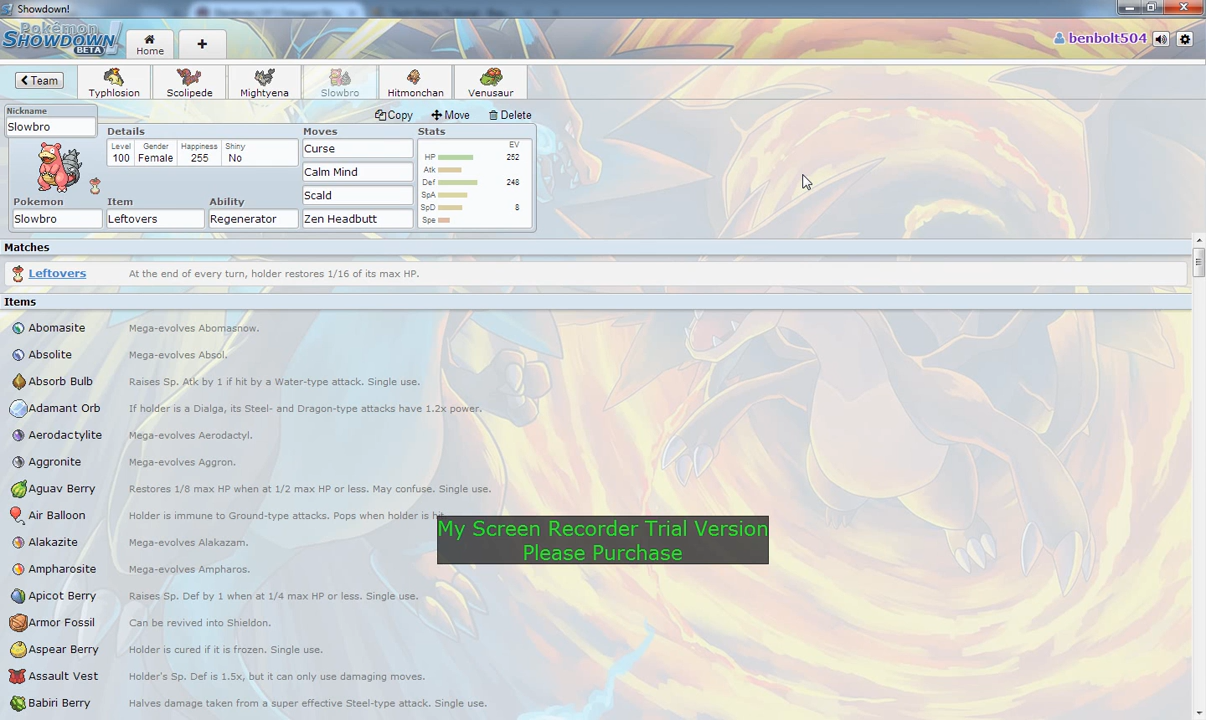 Showdown!
Pokémon
SHOWDOWN!
BETA
Home
+
benbolt504
Team
Typhlosion
Scolipede
Mightyena
Slowbro
Hitmonchan
Venusaur
Nickname
Slowbro
Copy
Move
Delete
Details
Level
Gender
Happiness
Shiny
100
Female
255
No
Moves
Curse
Calm Mind
Scald
Zen Headbutt
Stats
EV
HP 252
Atk
Def 248
SpA
SpD 8
Spe
Pokemon
Slowbro
Item
Leftovers
Ability
Regenerator
Matches
Leftovers At the end of every turn, holder restores 1/16 of its max HP.
Items
Abomasite Mega-evolves Abomasnow.
Absolite Mega-evolves Absol.
Absorb Bulb Raises Sp. Atk by 1 if hit by a Water-type attack. Single use.
Adamant Orb If holder is a Dialga, its Steel- and Dragon-type attacks have 1.2x power.
Aerodactylite Mega-evolves Aerodactyl.
Aggronite Mega-evolves Aggron.
Aguav Berry Restores 1/8 max HP when at 1/2 max HP or less. May confuse. Single use.
Air Balloon Holder is immune to Ground-type attacks. Pops when holder is hit.
Alakazite Mega-evolves Alakazam.
Ampharosite Mega-evolves Ampharos.
Apicot Berry Raises Sp. Def by 1 when at 1/4 max HP or less. Single use.
Armor Fossil Can be revived into Shieldon.
Aspear Berry Holder is cured if it is frozen. Single use.
Assault Vest Holder's Sp. Def is 1.5x, but it can only use damaging moves.
Babiri Berry Halves damage taken from a super effective Steel-type attack. Single use.
My Screen Recorder Trial Version
Please Purchase